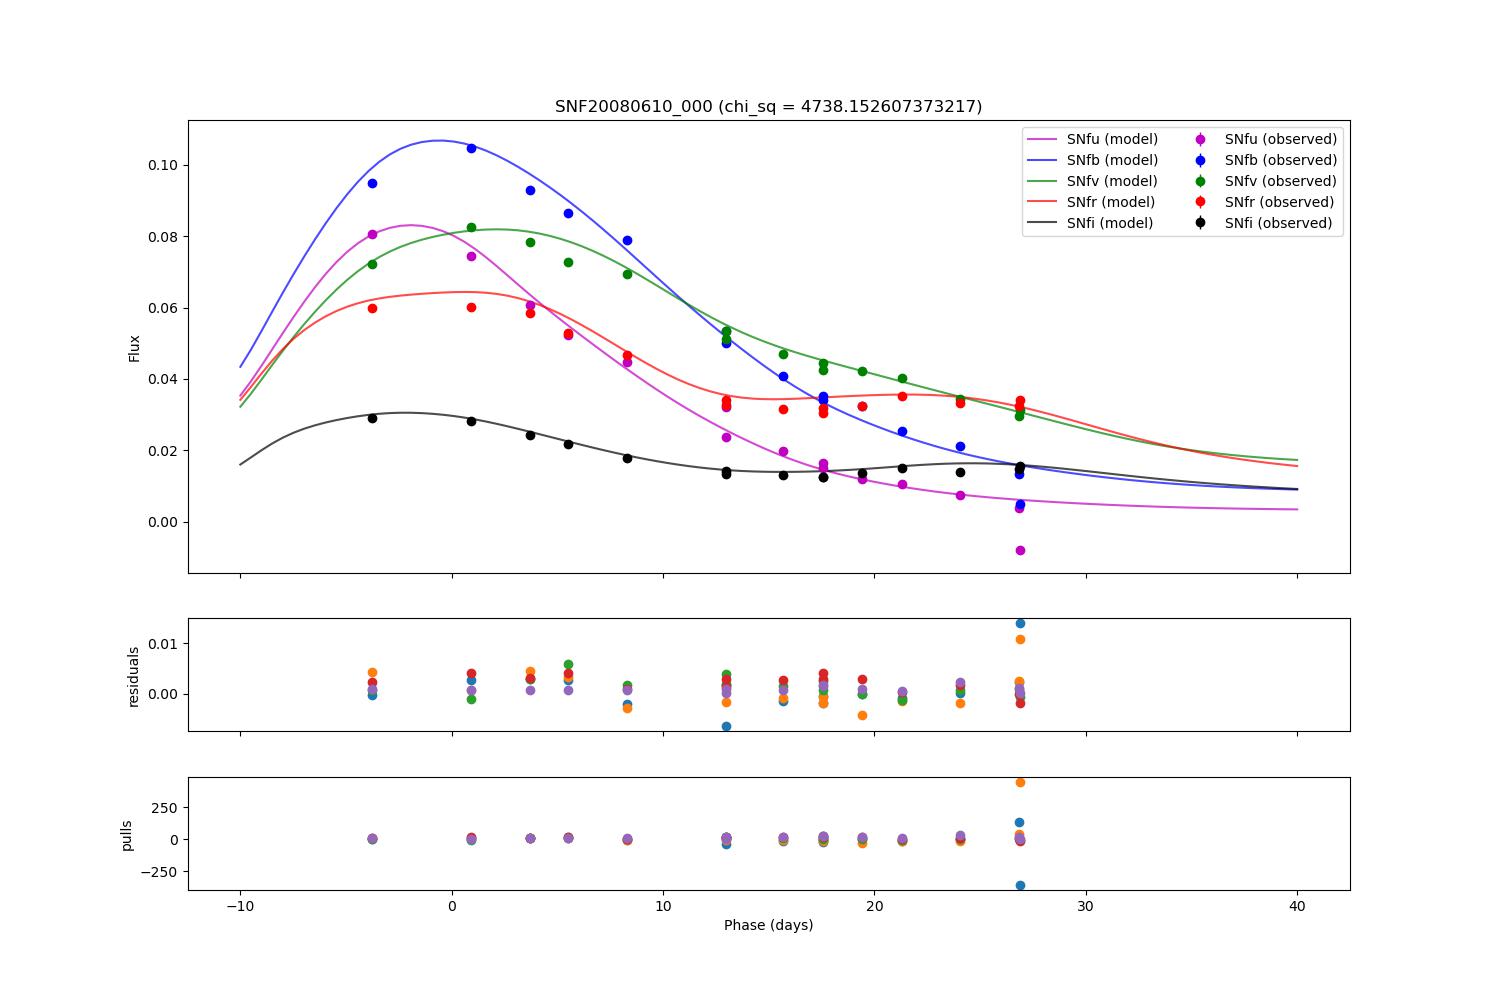 SNF20080610_000 (chi_sq = 4738.152607373217)
SNfu (model) SNfu (observed)
SNfb (model) SNfb (observed)
SNfv (model) SNfv (observed)
SNfr (model) SNfr (observed)
SNfi (model) SNfi (observed)
Flux
0.10
0.08
0.06
0.04
0.02
0.00
residuals
0.01
0.00
pulls
250
0
−250
−10 0 10 20 30 40
Phase (days)